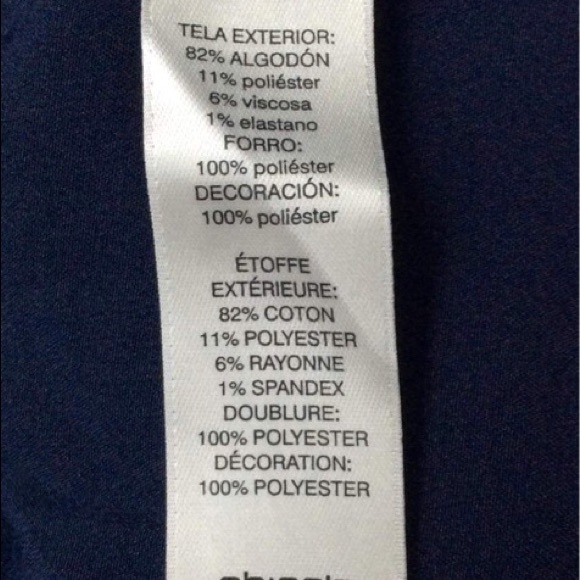 TELA EXTERIOR:
82% ALGODÓN
11% poliéster
6% viscosa
1% elastano
FORRO:
100% poliéster
DECORACIÓN:
100% poliéster
ÉTOFFE
EXTÉRIEURE:
82% COTON
11% POLYESTER
6% RAYONNE
1% SPANDEX
DOUBLURE:
100% POLYESTER
DÉCORATION:
100% POLYESTER